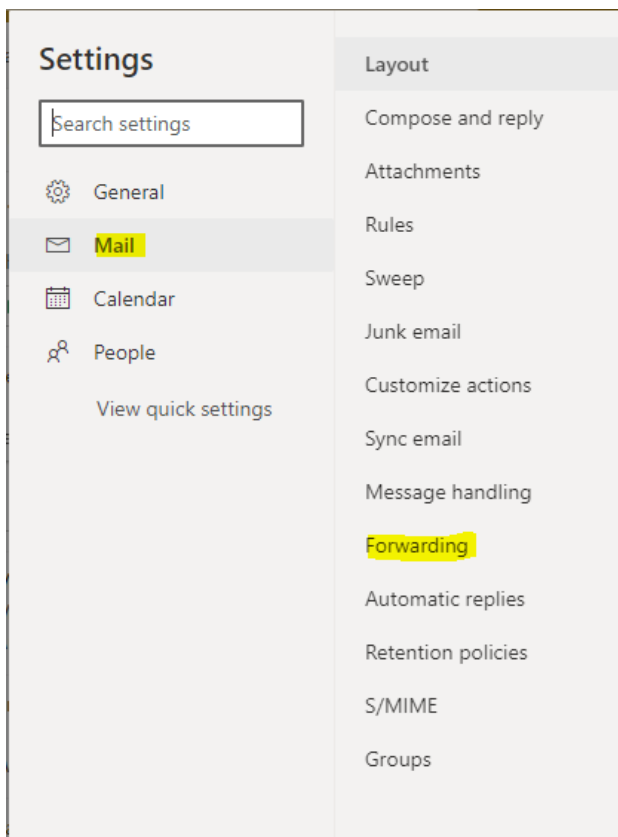 Settings
Search settings
General
Mail
Calendar
People
View quick settings
Layout
Compose and reply
Attachments
Rules
Sweep
Junk email
Customize actions
Sync email
Message handling
Forwarding
Automatic replies
Retention policies
S/MIME
Groups